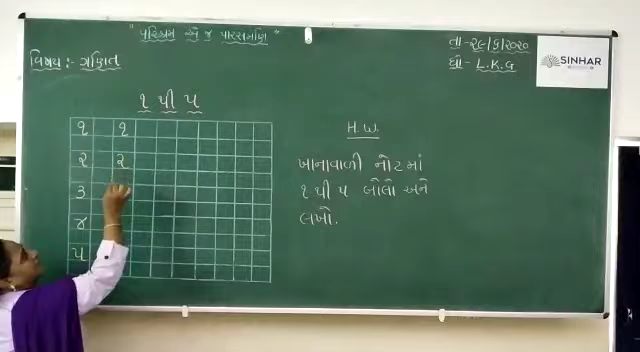 "પરિશ્રમ એ જ પારસમણિ"
તા-૨૯/૬/૨૦૨૦
વિષય:- ગણિત
ધો- L.K.G
SINHAR
૧ થી ૫
૧ ૧
૨ ૨
૩
૪
૫
H.W.
ખાનાવાળી નોટમાં
૧ થી ૫ બોલો અને
લખો.